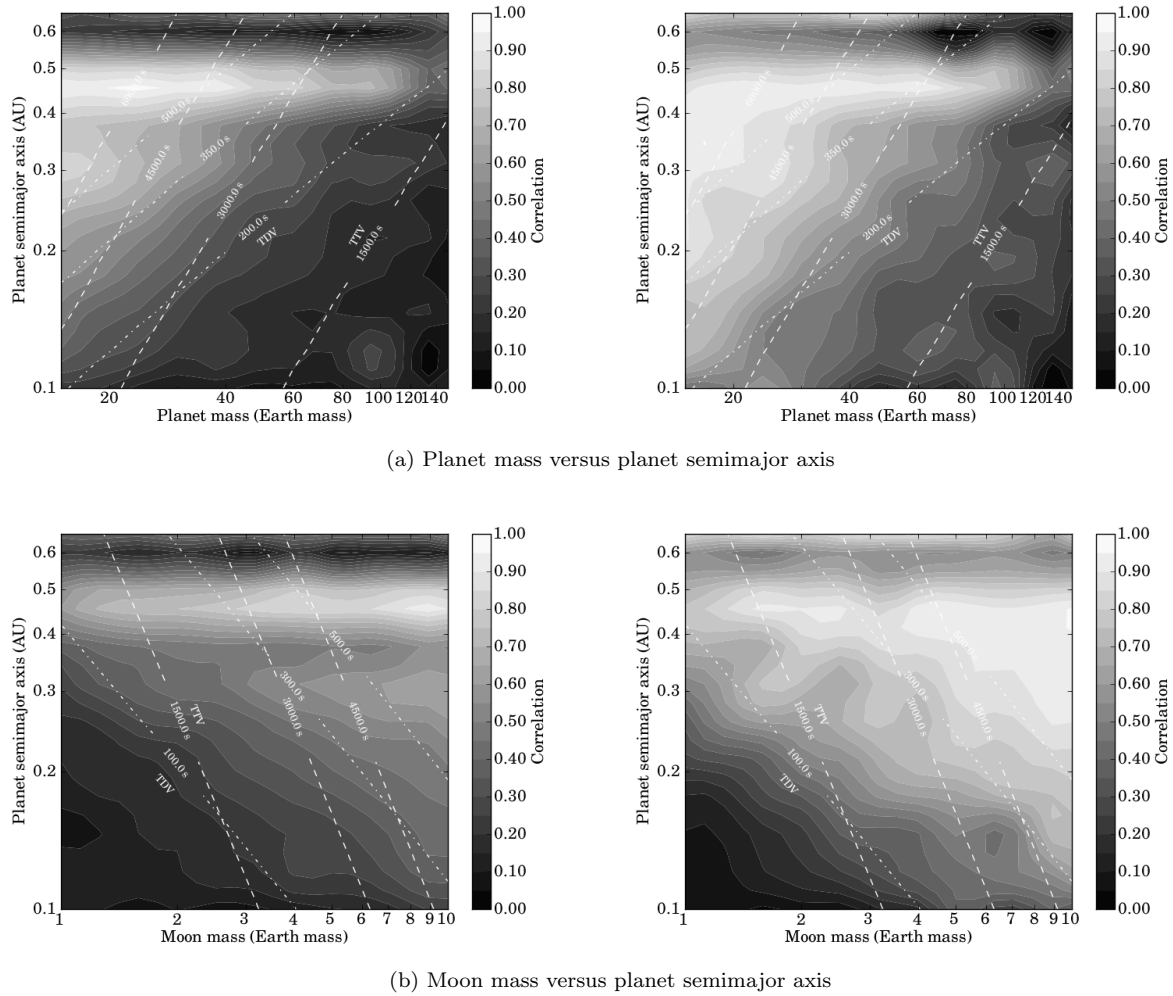 0.6
0.5
0.4
0.3
0.2
0.1
Planet semimajor axis (AU)
500.0 s
4500.0 s
350.0 s
3000.0 s
200.0 s
TDV
TTV
1500.0 s
20 40 60 80 100 120 140
Planet mass (Earth mass)
1.00
0.90
0.80
0.70
0.60
0.50
0.40
0.30
0.20
0.10
0.00
Correlation
0.6
0.5
0.4
0.3
0.2
0.1
Planet semimajor axis (AU)
500.0 s
4500.0 s
350.0 s
3000.0 s
200.0 s
TDV
TTV
1500.0 s
20 40 60 80 100 120 140
Planet mass (Earth mass)
1.00
0.90
0.80
0.70
0.60
0.50
0.40
0.30
0.20
0.10
0.00
Correlation
(a) Planet mass versus planet semimajor axis
0.6
0.5
0.4
0.3
0.2
0.1
Planet semimajor axis (AU)
500.0 s
300.0 s
TTV
1500.0 s
3000.0 s
4500.0 s
100.0 s
TDV
1 2 3 4 5 6 7 8 9 10
Moon mass (Earth mass)
1.00
0.90
0.80
0.70
0.60
0.50
0.40
0.30
0.20
0.10
0.00
Correlation
0.6
0.5
0.4
0.3
0.2
0.1
Planet semimajor axis (AU)
500.0 s
300.0 s
TTV
1500.0 s
3000.0 s
4500.0 s
100.0 s
TDV
1 2 3 4 5 6 7 8 9 10
Moon mass (Earth mass)
1.00
0.90
0.80
0.70
0.60
0.50
0.40
0.30
0.20
0.10
0.00
Correlation
(b) Moon mass versus planet semimajor axis